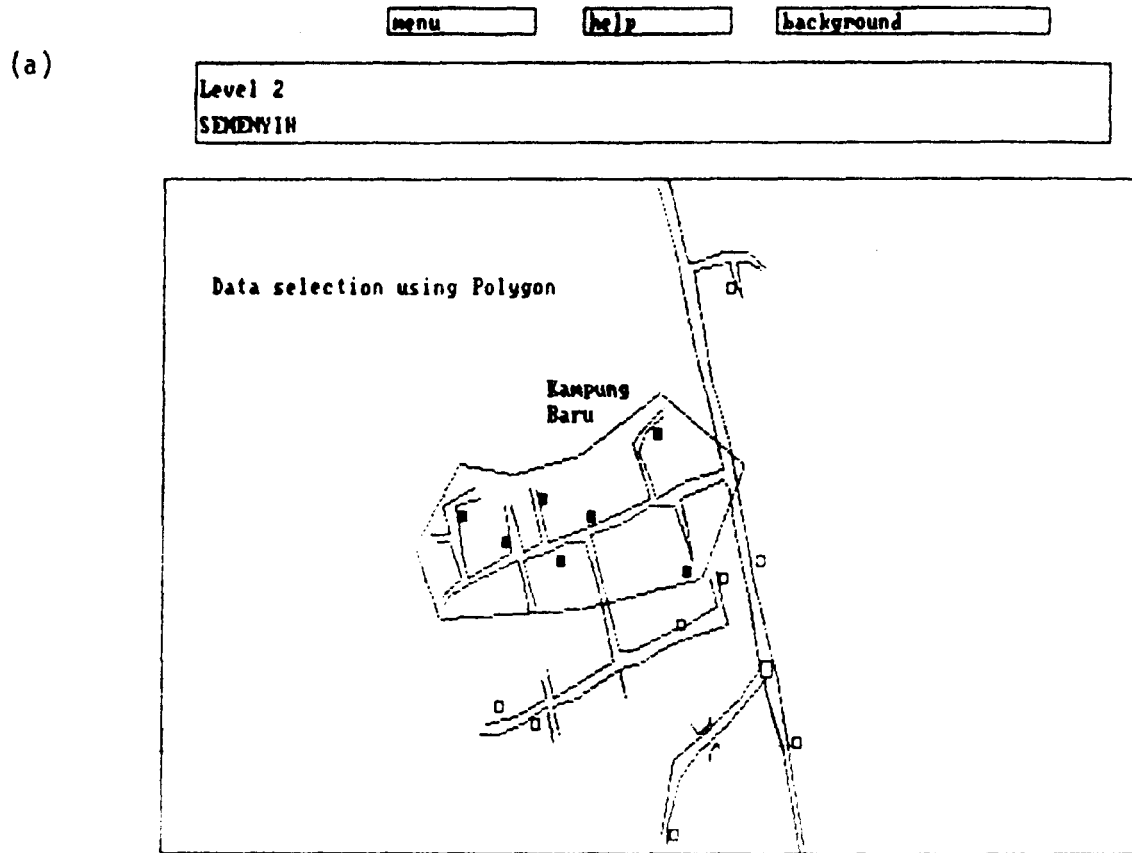 menu help background
(a)
Level 2
SEMENYIH
Data selection using Polygon
Kampung
Baru